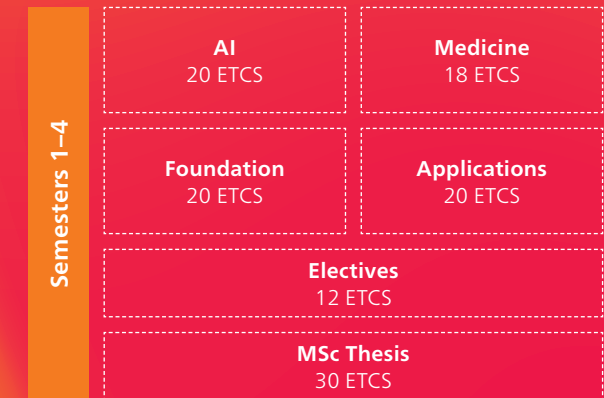 Semesters 1–4
AI
20 ETCS
Medicine
18 ETCS
Foundation
20 ETCS
Applications
20 ETCS
Electives
12 ETCS
MSc Thesis
30 ETCS